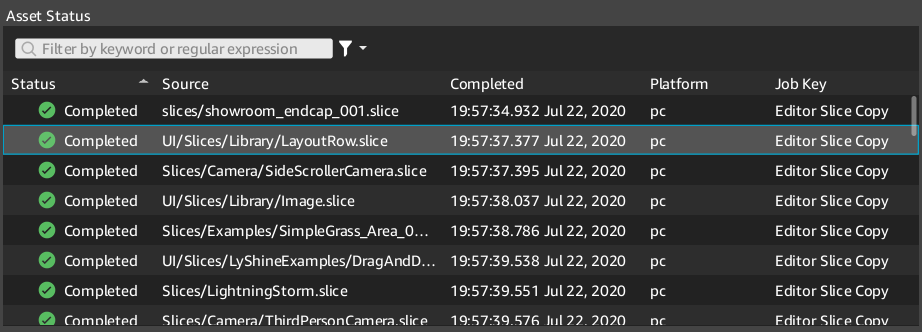 Asset Status
Filter by keyword or regular expression
Status Source Completed Platform Job Key
Completed slices/showroom_endcap_001.slice 19:57:34.932 Jul 22, 2020 pc Editor Slice Copy
Completed UI/Slices/Library/LayoutRow.slice 19:57:37.377 Jul 22, 2020 pc Editor Slice Copy
Completed Slices/Camera/SideScrollerCamera.slice 19:57:37.395 Jul 22, 2020 pc Editor Slice Copy
Completed UI/Slices/Library/Image.slice 19:57:38.037 Jul 22, 2020 pc Editor Slice Copy
Completed Slices/Examples/SimpleGrass_Area_0... 19:57:38.786 Jul 22, 2020 pc Editor Slice Copy
Completed UI/Slices/LyShineExamples/DragAndD... 19:57:39.538 Jul 22, 2020 pc Editor Slice Copy
Completed Slices/LightningStorm.slice 19:57:39.551 Jul 22, 2020 pc Editor Slice Copy
Completed Slices/Camera/ThirdPersonCamera.slice 19:57:39.576 Jul 22, 2020 pc Editor Slice Copy